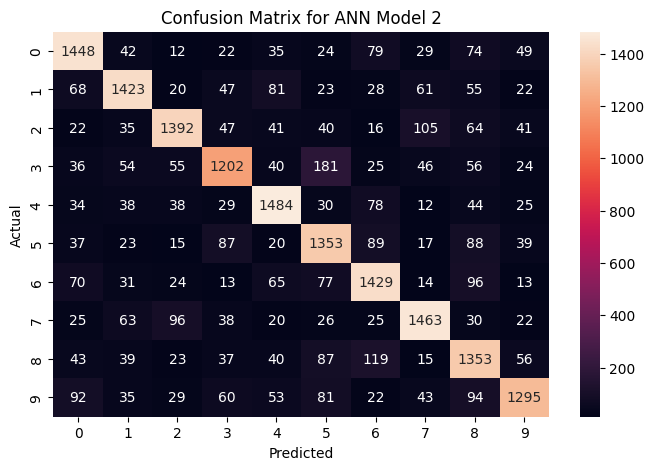 Confusion Matrix for ANN Model 2
0 1448 42 12 22 35 24 79 29 74 49
1 68 1423 20 47 81 23 28 61 55 22
2 22 35 1392 47 41 40 16 105 64 41
3 36 54 55 1202 40 181 25 46 56 24
4 34 38 38 29 1484 30 78 12 44 25
5 37 23 15 87 20 1353 89 17 88 39
6 70 31 24 13 65 77 1429 14 96 13
7 25 63 96 38 20 26 25 1463 30 22
8 43 39 23 37 40 87 119 15 1353 56
9 92 35 29 60 53 81 22 43 94 1295
0 1 2 3 4 5 6 7 8 9
Predicted
Actual
1400
1200
1000
800
600
400
200